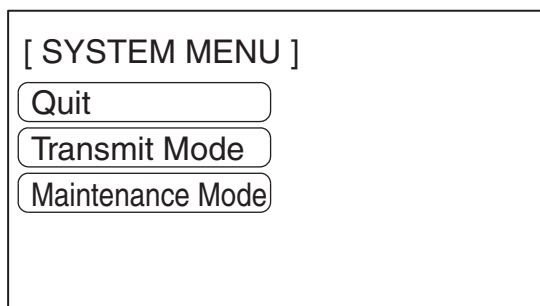 [ SYSTEM MENU ]
Quit
Transmit Mode
Maintenance Mode